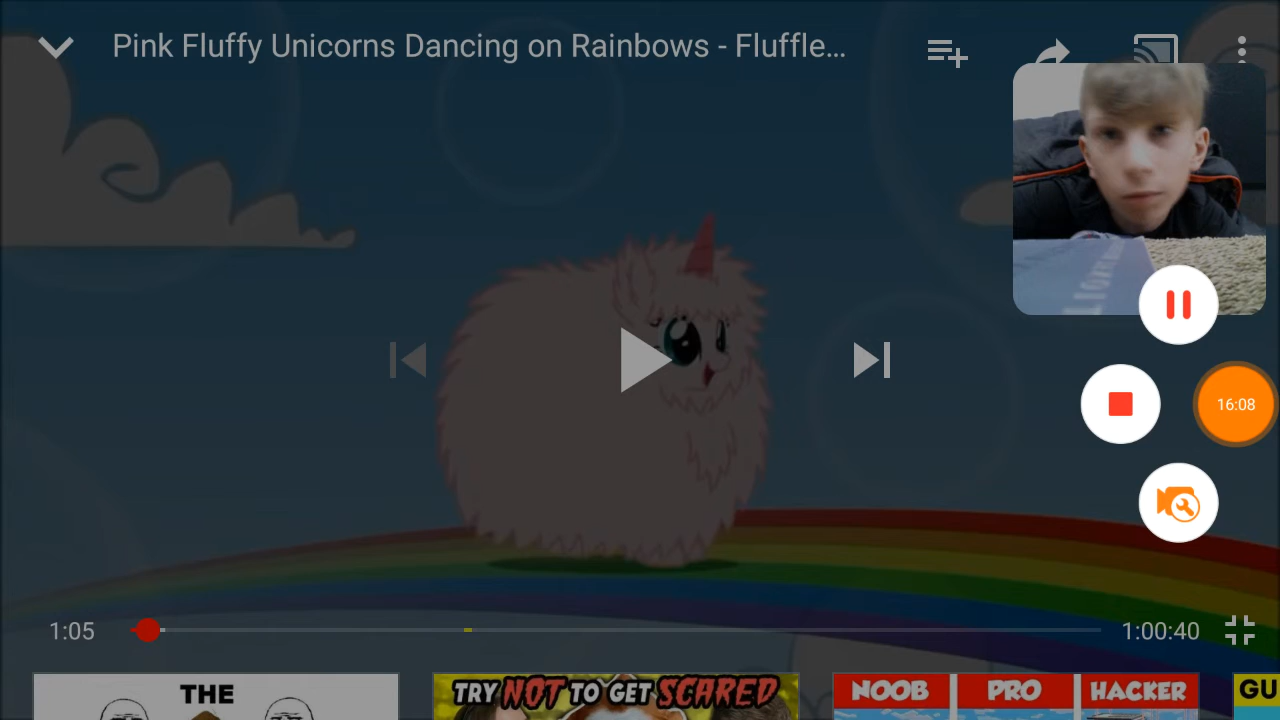 Pink Fluffy Unicorns Dancing on Rainbows - Fluffle...
16:08
1:05
1:00:40
THE
TRY NOT TO GET SCARED
NOOB
PRO
HACKER
GU